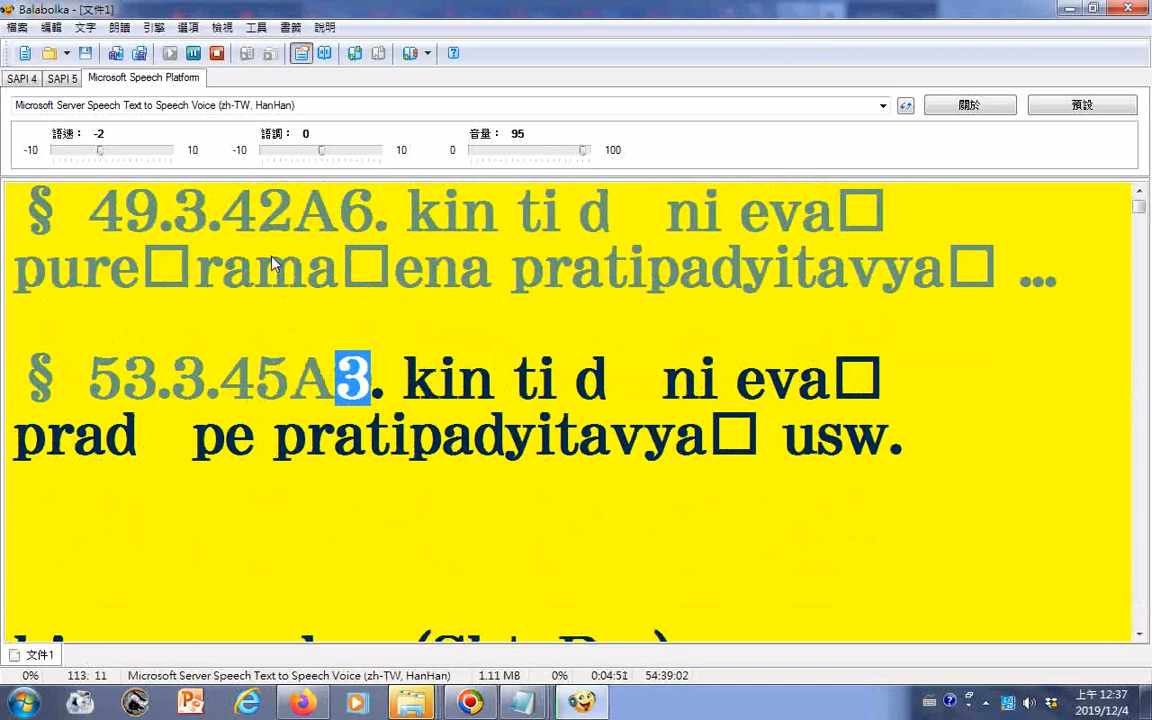 Balabolka - [文件1]
檔案 編輯 文字 朗讀 引擎 選項 檢視 工具 書籤 說明
SAPI 4 SAPI 5 Microsoft Speech Platform
Microsoft Server Speech Text to Speech Voice (zh-TW, HanHan) 關於 預設
語速： -2 語調： 0 音量： 95
-10 10 -10 10 0 100
§ 49.3.42A6. kin ti d ni eva□
pure□rama□ena pratipadyitavya□ ...
§ 53.3.45A3. kin ti d ni eva□
prad pe pratipadyitavya□ usw.
文件1
0% 113. 11 Microsoft Server Speech Text to Speech Voice (zh-TW, HanHan) 1.11 MB 0% 0:04:51 54:39:02
上午 12:37
2019/12/4